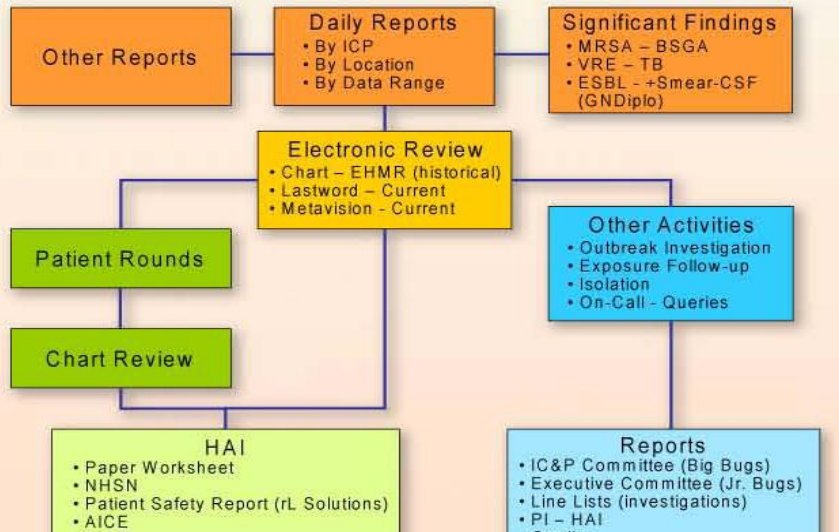 Other Reports
Daily Reports
• By ICP
• By Location
• By Data Range
Significant Findings
• MRSA – BSGA
• VRE – TB
• ESBL - +Smear-CSF
(GNDiplo)
Electronic Review
• Chart – EHMR (historical)
• Lastword – Current
• Metavision - Current
Patient Rounds
Chart Review
Other Activities
• Outbreak Investigation
• Exposure Follow-up
• Isolation
• On-Call - Queries
HAI
• Paper Worksheet
• NHSN
• Patient Safety Report (rL Solutions)
• AICE
Reports
• IC&P Committee (Big Bugs)
• Executive Committee (Jr. Bugs)
• Line Lists (investigations)
• PI – HAI